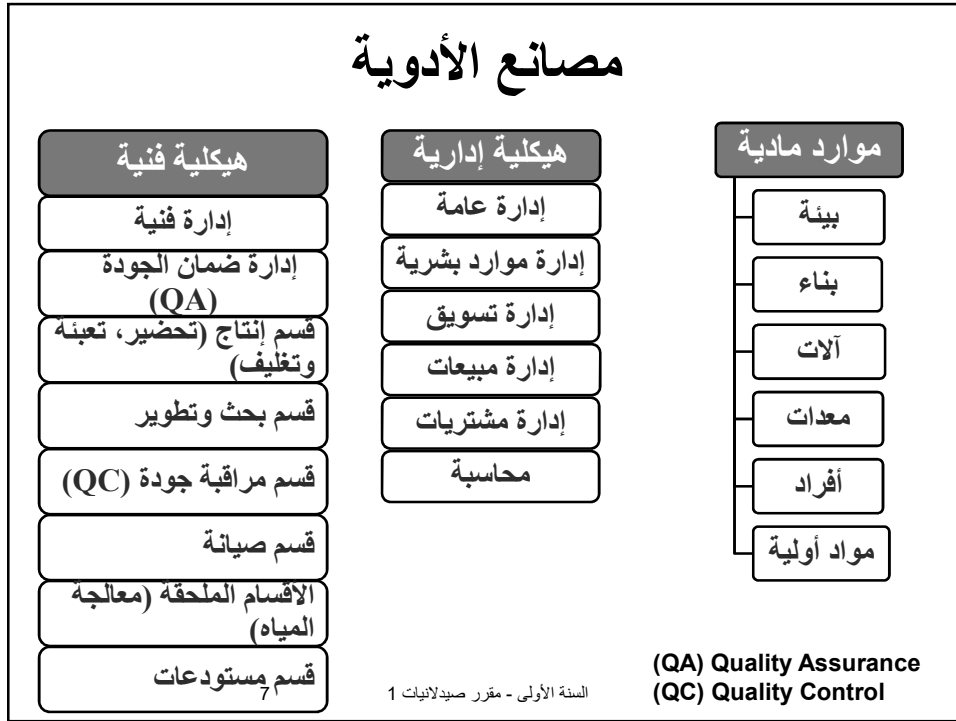 مصانع الأدوية
موارد مادية
بيئة
بناء
آلات
معدات
أفراد
مواد أولية
هيكلية إدارية
إدارة عامة
إدارة موارد بشرية
إدارة تسويق
إدارة مبيعات
إدارة مشتريات
محاسبة
هيكلية فنية
إدارة فنية
إدارة ضمان الجودة
(QA)
قسم إنتاج (تحضير، تعبئة
وتغليف)
قسم بحث وتطوير
قسم مراقبة جودة (QC)
قسم صيانة
الأقسام الملحقة (معالجة
المياه)
قسم مستودعات
(QA) Quality Assurance
(QC) Quality Control
السنة الأولى - مقرر صيدلانيات 1
7